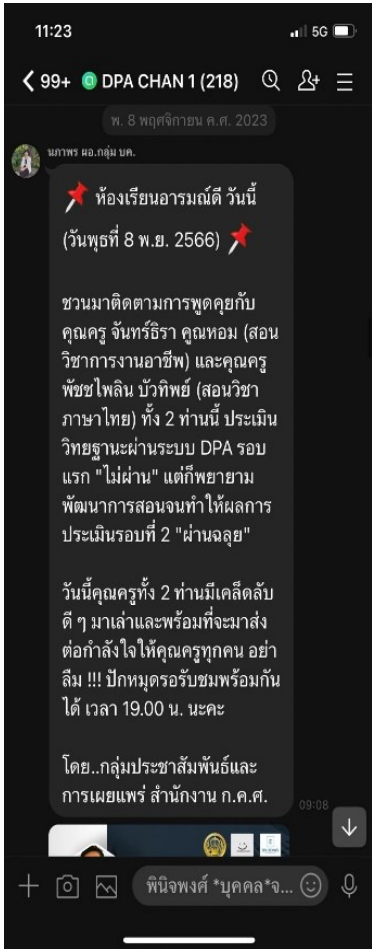 11:23
5G
99+ DPA CHAN 1 (218)
พ. 8 พฤศจิกายน ค.ศ. 2023
นภาพร ผอ.กลุ่ม บค.
📌 ห้องเรียนอารมณ์ดี วันนี้
(วันพุธที่ 8 พ.ย. 2566) 📌
ชวนมาติดตามการพูดคุยกับ
คุณครู จันทร์ธิรา คูณหอม (สอน
วิชาการงานอาชีพ) และคุณครู
พัชชไพลิน บัวทิพย์ (สอนวิชา
ภาษาไทย) ทั้ง 2 ท่านนี้ ประเมิน
วิทยฐานะผ่านระบบ DPA รอบ
แรก "ไม่ผ่าน" แต่ก็พยายาม
พัฒนาการสอนจนทำให้ผลการ
ประเมินรอบที่ 2 "ผ่านฉลุย"
วันนี้คุณครูทั้ง 2 ท่านมีเคล็ดลับ
ดี ๆ มาเล่าและพร้อมที่จะมาส่ง
ต่อกำลังใจให้คุณครูทุกคน อย่า
ลืม !!! ปักหมุดรอรับชมพร้อมกัน
ได้ เวลา 19.00 น. นะคะ
โดย..กลุ่มประชาสัมพันธ์และ
การเผยแพร่ สำนักงาน ก.ค.ศ.
09:08
พินิจพงศ์ *บุคคล*จ...